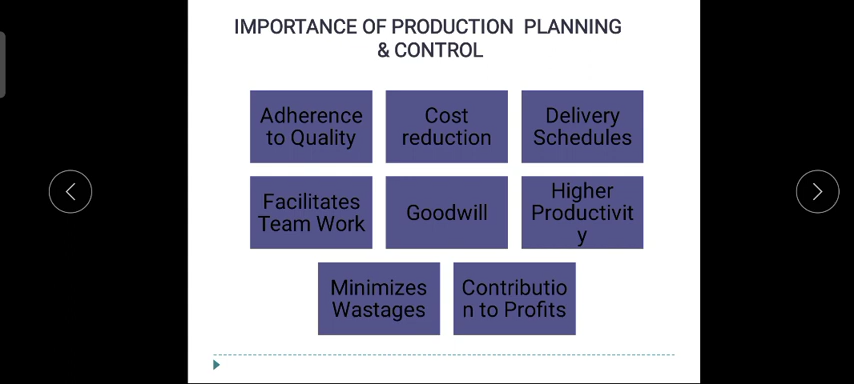 IMPORTANCE OF PRODUCTION PLANNING
& CONTROL
Adherence
to Quality
Cost
reduction
Delivery
Schedules
Facilitates
Team Work
Goodwill
Higher
Productivit
y
Minimizes
Wastages
Contributio
n to Profits